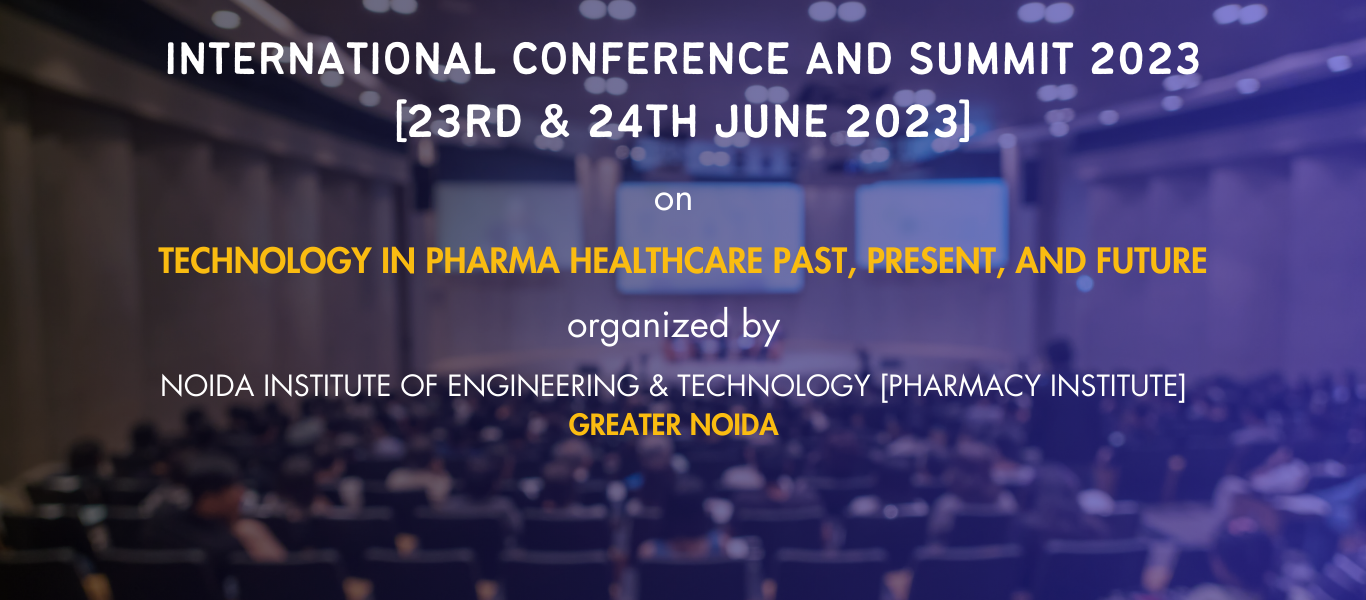 INTERNATIONAL CONFERENCE AND SUMMIT 2023
[23RD & 24TH JUNE 2023]
on
TECHNOLOGY IN PHARMA HEALTHCARE PAST, PRESENT, AND FUTURE
organized by
NOIDA INSTITUTE OF ENGINEERING & TECHNOLOGY [PHARMACY INSTITUTE]
GREATER NOIDA